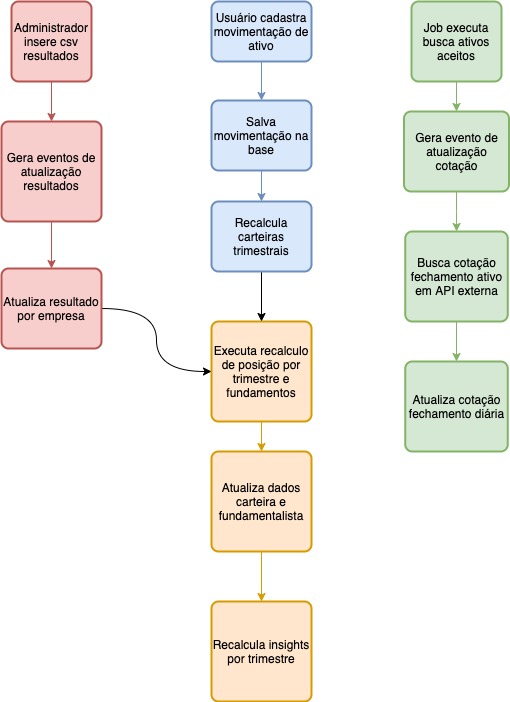 Administrador
insere csv
resultados
Gera eventos de
atualização
resultados
Atualiza resultado
por empresa
Usuário cadastra
movimentação de
ativo
Salva
movimentação na
base
Recalcula
carteiras
trimestrais
Executa recalculo
de posição por
trimestre e
fundamentos
Atualiza dados
carteira e
fundamentalista
Recalcula insights
por trimestre
Job executa
busca ativos
aceitos
Gera evento de
atualização
cotação
Busca cotação
fechamento ativo
em API externa
Atualiza cotação
fechamento diária